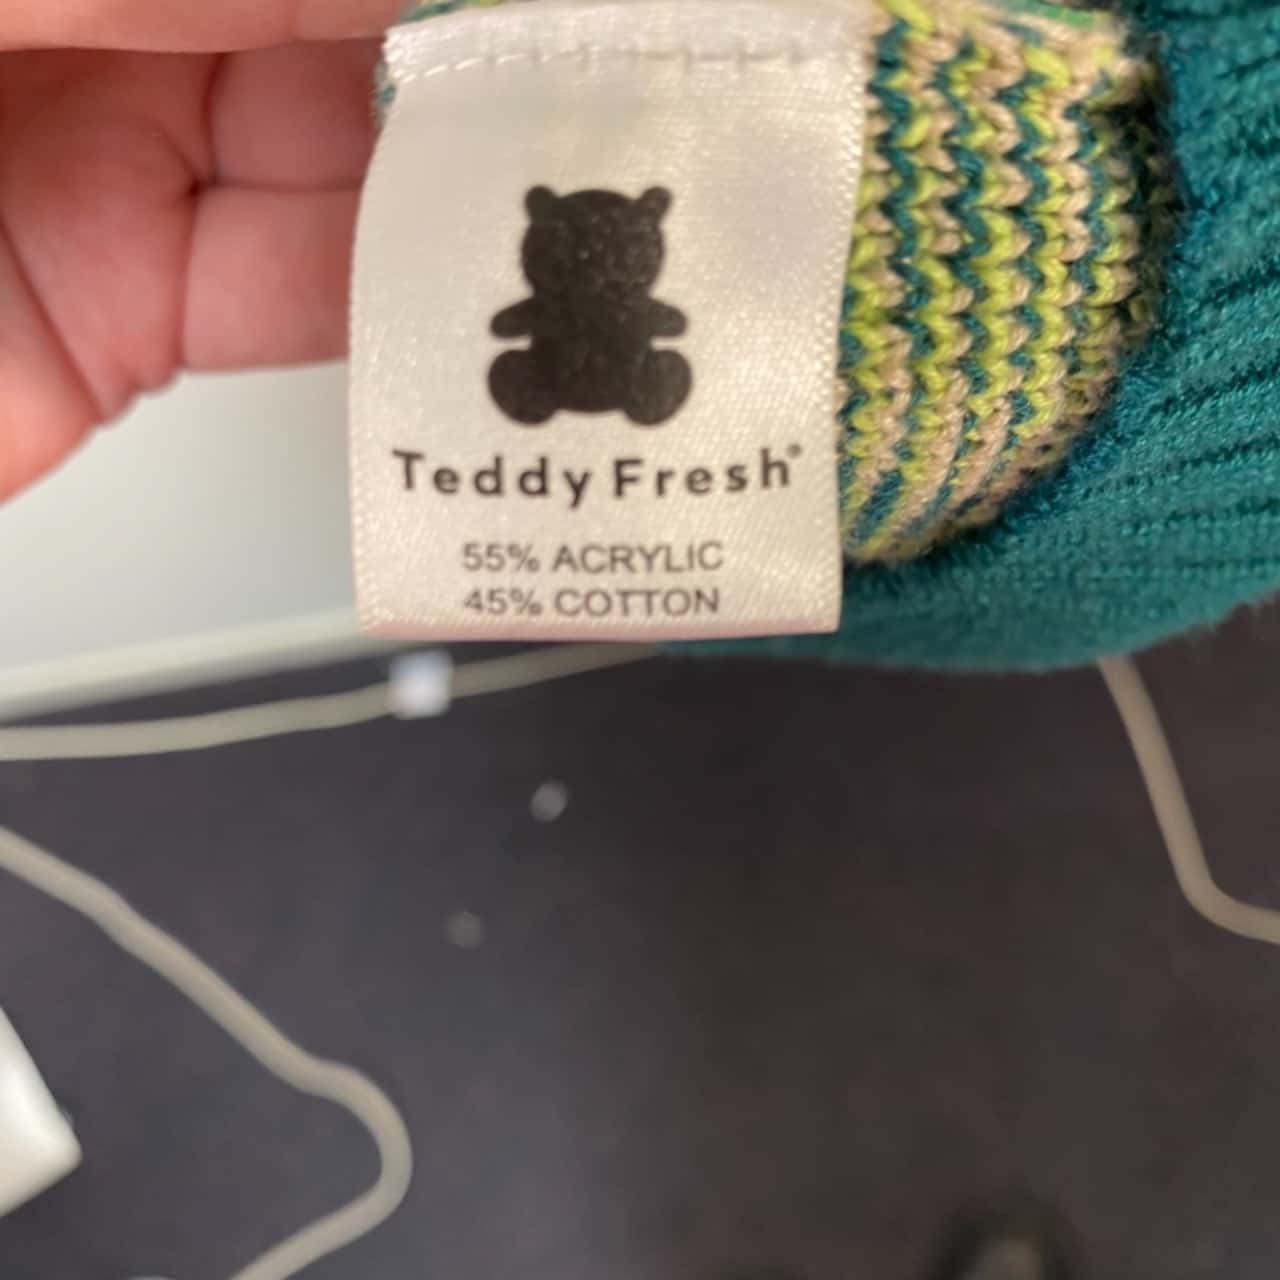 Teddy Fresh®
55% ACRYLIC
45% COTTON